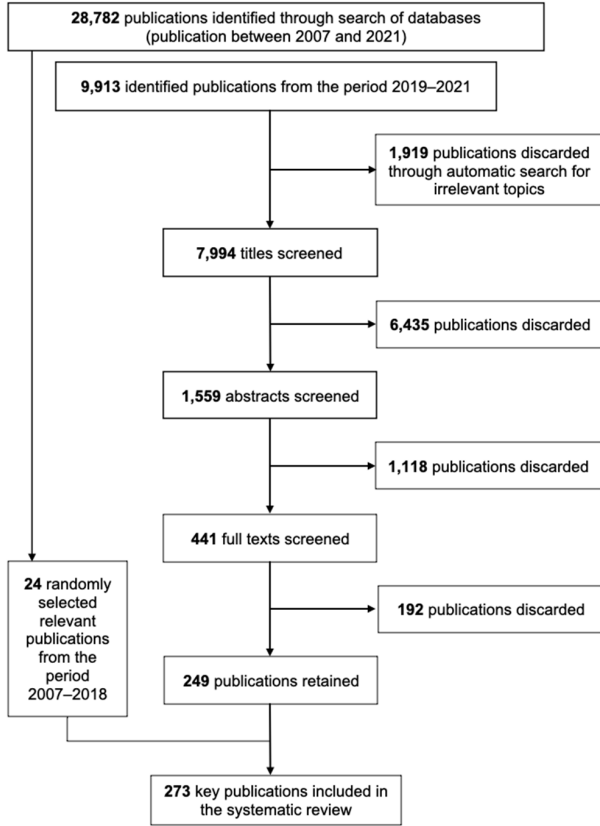 28,782 publications identified through search of databases
(publication between 2007 and 2021)
9,913 identified publications from the period 2019–2021
1,919 publications discarded
through automatic search for
irrelevant topics
7,994 titles screened
6,435 publications discarded
1,559 abstracts screened
1,118 publications discarded
441 full texts screened
24 randomly
selected
relevant
publications
from the
period
2007–2018
192 publications discarded
249 publications retained
273 key publications included in
the systematic review